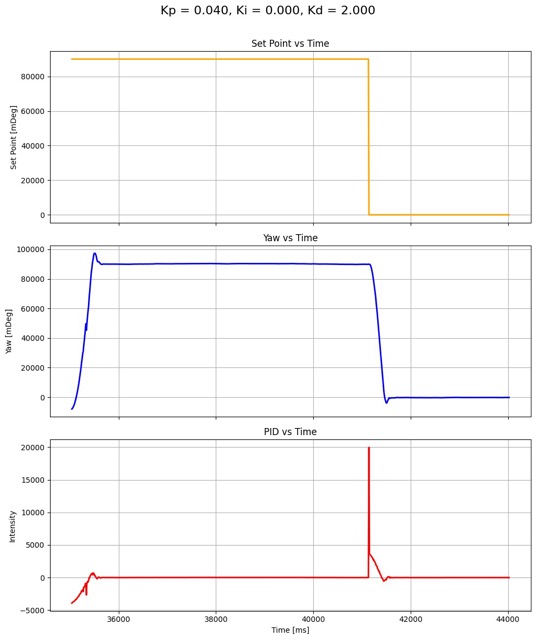 Kp = 0.040, Ki = 0.000, Kd = 2.000
Set Point vs Time
Set Point [mDeg]
80000
60000
40000
20000
0
Yaw vs Time
Yaw [mDeg]
100000
80000
60000
40000
20000
0
PID vs Time
Intensity
20000
15000
10000
5000
0
−5000
36000 38000 40000 42000 44000
Time [ms]